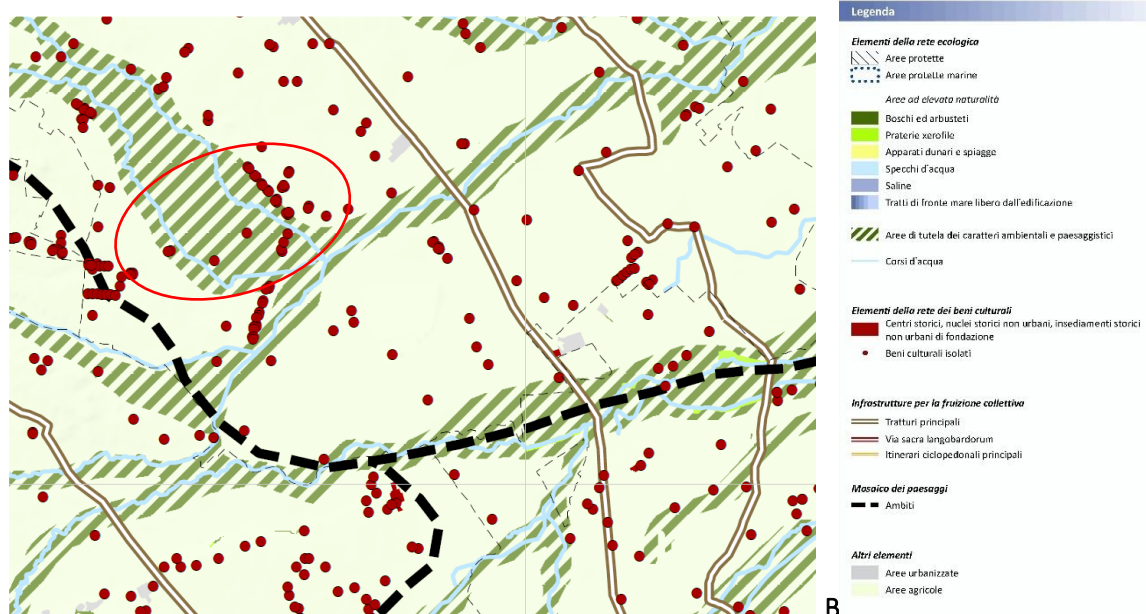 Legenda
Elementi della rete ecologica
Aree protette
Aree protette marine
Aree ad elevata naturalità
Boschi ed arbusteti
Praterie xerofile
Apparati dunari e spiagge
Specchi d'acqua
Saline
Tratti di fronte mare libero dall'edificazione
Aree di tutela dei caratteri ambientali e paesaggistici
Corsi d'acqua
Elementi della rete dei beni culturali
Centri storici, nuclei storici non urbani, insediamenti storici
non urbani di fondazione
Beni culturali isolati
Infrastrutture per la fruizione collettiva
Tratturi principali
Via sacra langobardorum
Itinerari ciclopedonali principali
Mosaico dei paesaggi
Ambiti
Altri elementi
Aree urbanizzate
Aree agricole
B